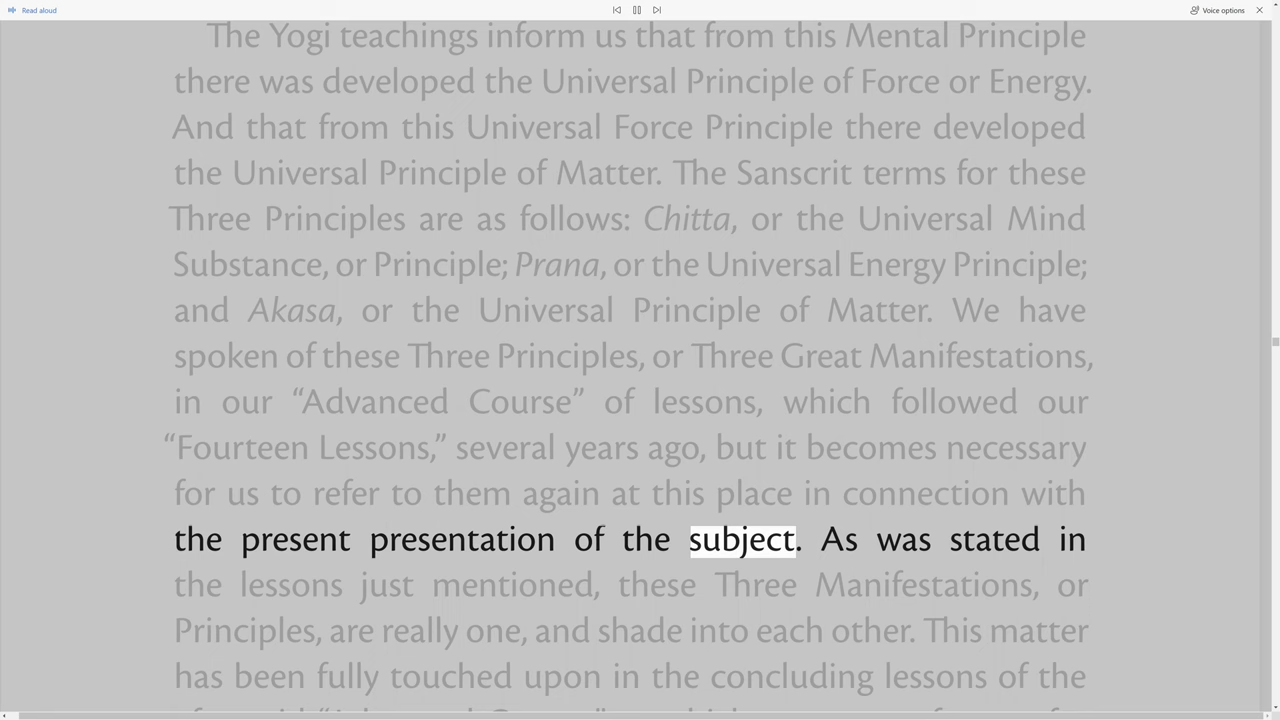 Read aloud
Voice options
The Yogi teachings inform us that from this Mental Principle
there was developed the Universal Principle of Force or Energy.
And that from this Universal Force Principle there developed
the Universal Principle of Matter. The Sanscrit terms for these
Three Principles are as follows: Chitta, or the Universal Mind
Substance, or Principle; Prana, or the Universal Energy Principle;
and Akasa, or the Universal Principle of Matter. We have
spoken of these Three Principles, or Three Great Manifestations,
in our “Advanced Course” of lessons, which followed our
“Fourteen Lessons,” several years ago, but it becomes necessary
for us to refer to them again at this place in connection with
the present presentation of the subject. As was stated in
the lessons just mentioned, these Three Manifestations, or
Principles, are really one, and shade into each other. This matter
has been fully touched upon in the concluding lessons of the